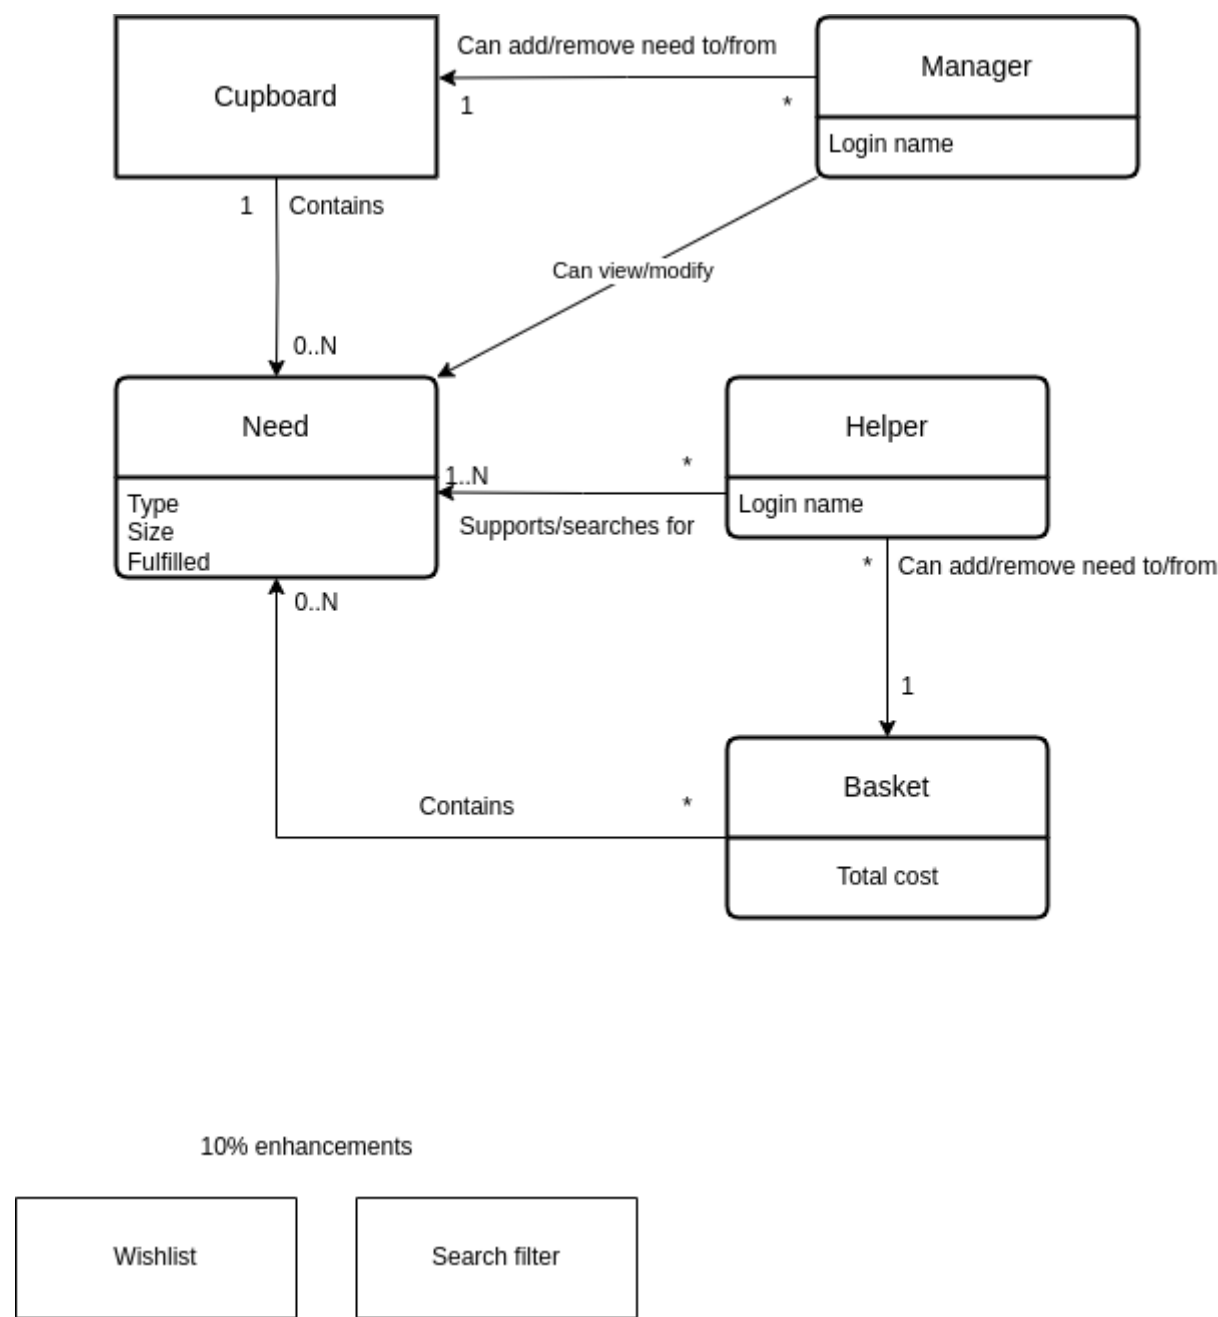 Cupboard
Can add/remove need to/from
1
*
Manager
Login name
1
Contains
Can view/modify
0..N
Need
Type
Size
Fulfilled
1..N
*
Supports/searches for
Helper
Login name
*
Can add/remove need to/from
1
0..N
Contains
*
Basket
Total cost
10% enhancements
Wishlist
Search filter